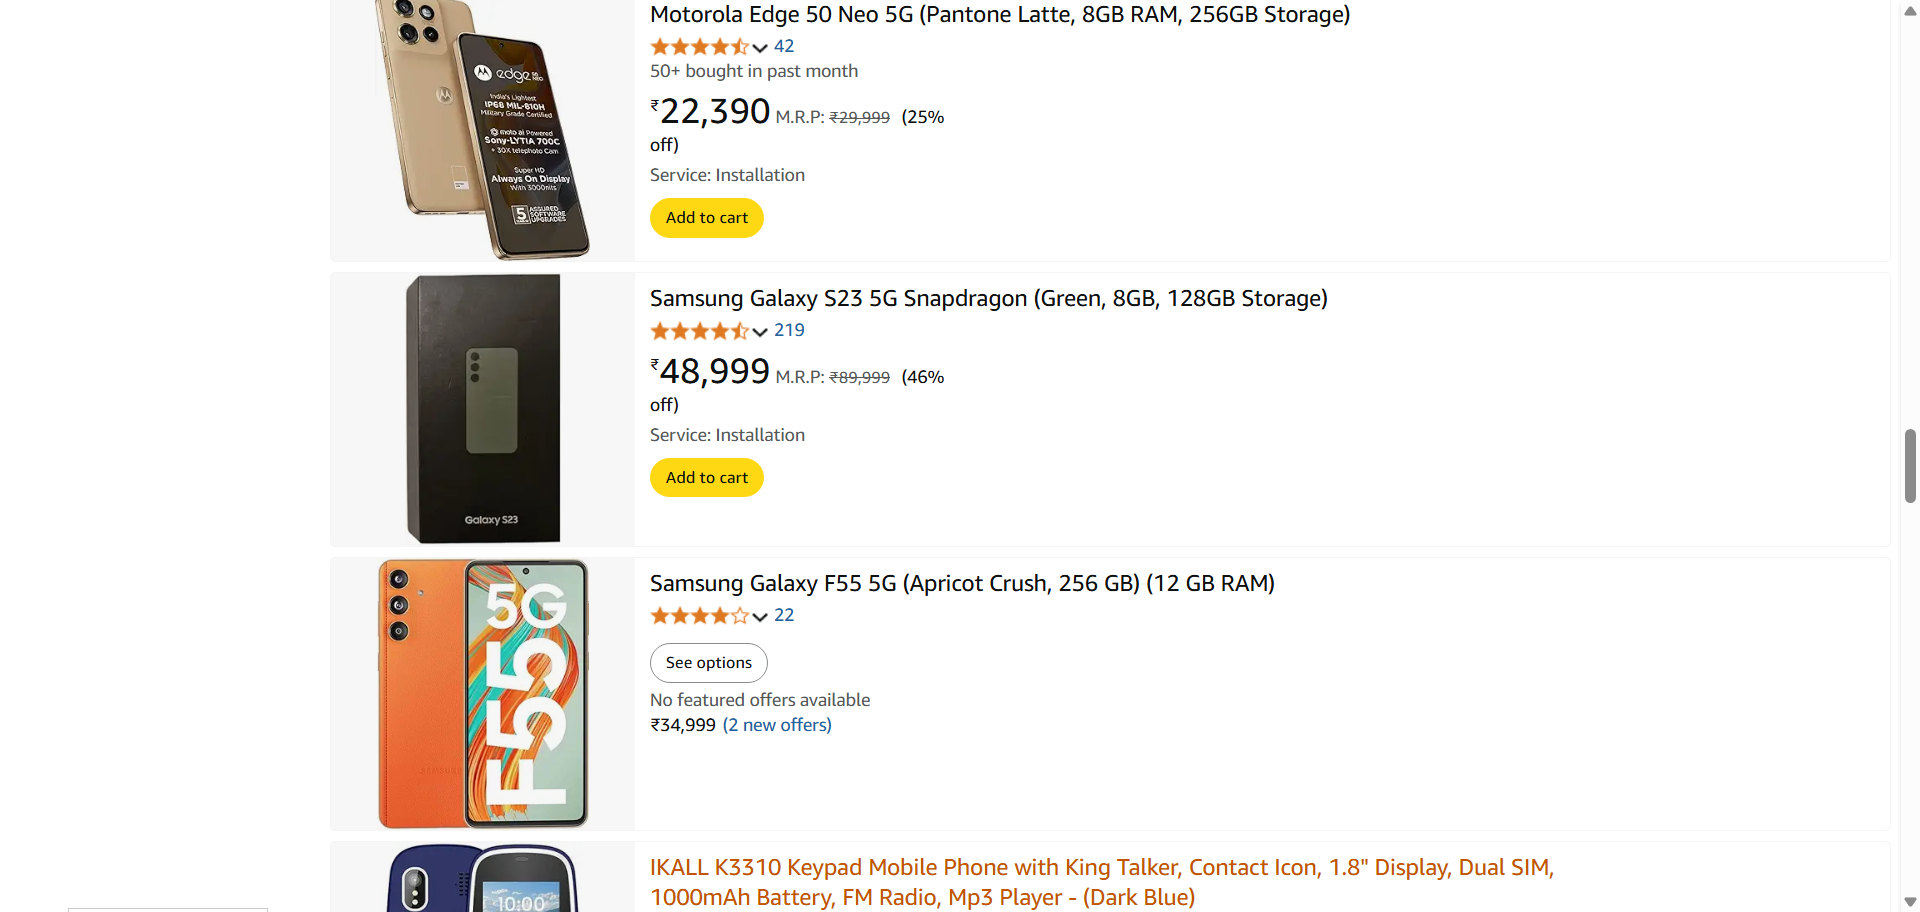 Motorola Edge 50 Neo 5G (Pantone Latte, 8GB RAM, 256GB Storage)
42
50+ bought in past month
₹22,390 M.R.P: ₹29,999 (25%
off)
Service: Installation
Add to cart
edge 50 NEO
India's Lightest
IP68 MIL-810H
Military Grade Certified
moto ai Powered
Sony-LYTIA 700C
+ 30X telephoto Cam
Super HD
Always On Display
With 3000nits
5 ASSURED
SOFTWARE
UPGRADES
Samsung Galaxy S23 5G Snapdragon (Green, 8GB, 128GB Storage)
219
₹48,999 M.R.P: ₹89,999 (46%
off)
Service: Installation
Add to cart
Galaxy S23
Samsung Galaxy F55 5G (Apricot Crush, 256 GB) (12 GB RAM)
22
See options
No featured offers available
₹34,999 (2 new offers)
5G
F55
SAMSUNG
IKALL K3310 Keypad Mobile Phone with King Talker, Contact Icon, 1.8" Display, Dual SIM,
1000mAh Battery, FM Radio, Mp3 Player - (Dark Blue)
10:00